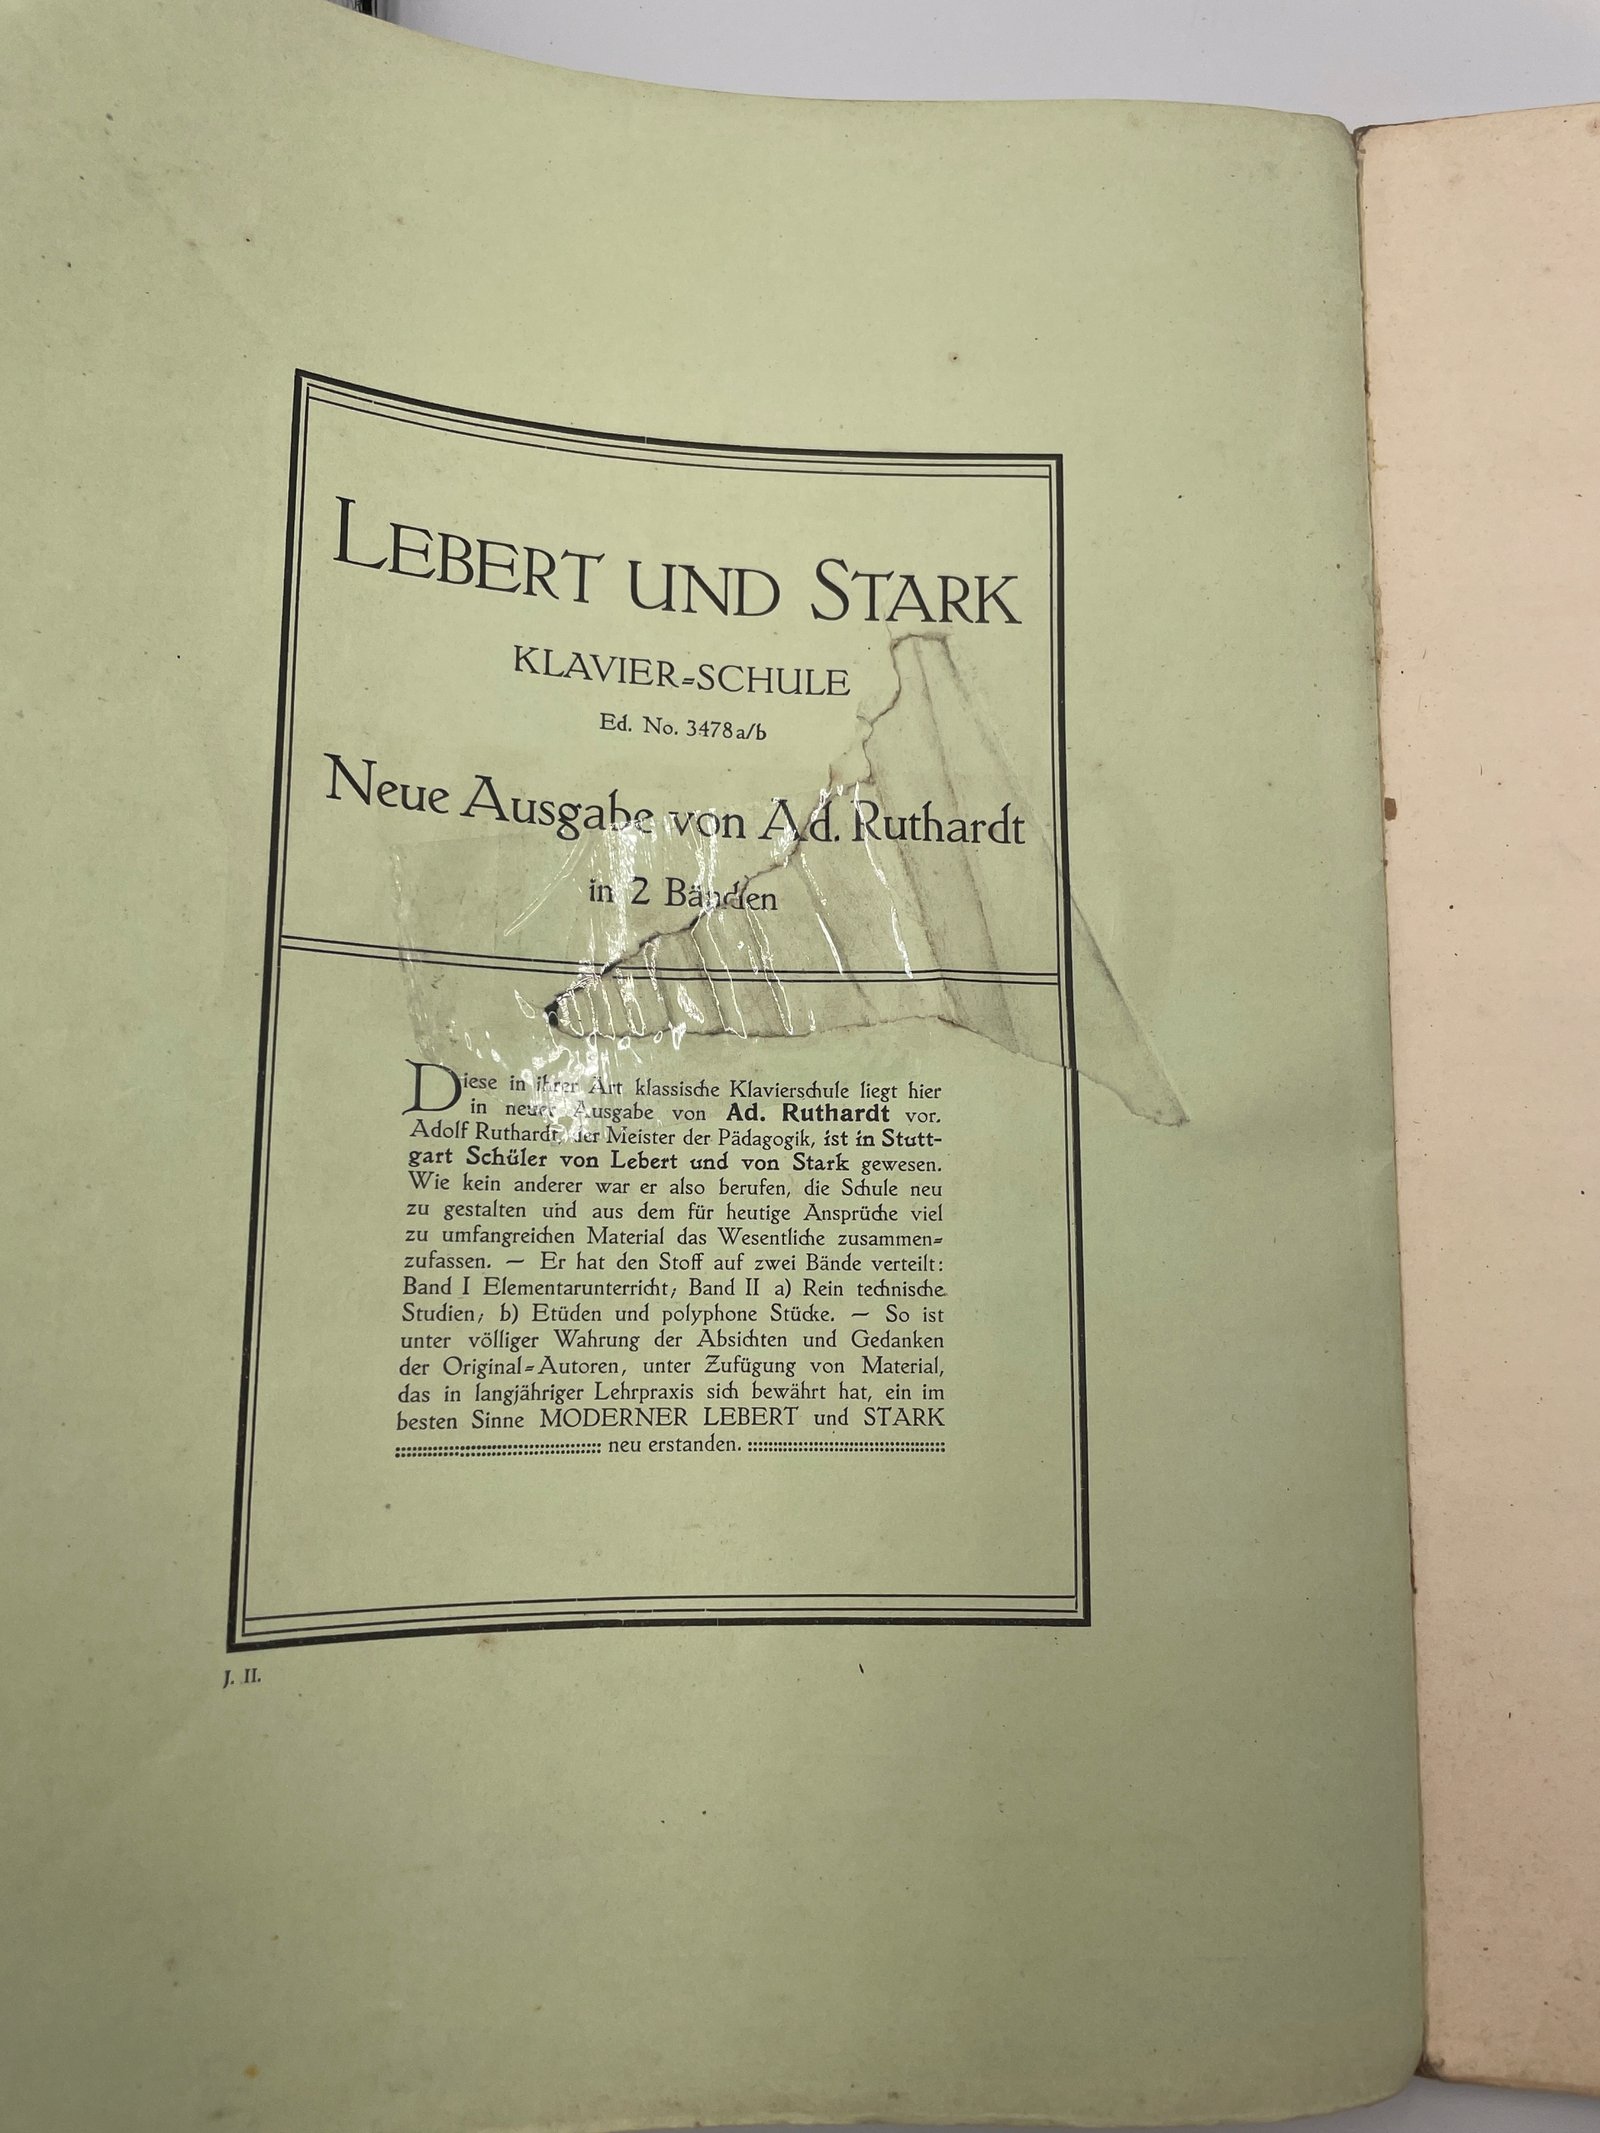 LEBERT UND STARK
KLAVIER=SCHULE
Ed. No. 3478a/b
Neue Ausgabe von Ad. Ruthardt
in 2 Bänden
Diese in ihrer Art klassische Klavierschule liegt hier
in neuer Ausgabe von Ad. Ruthardt vor.
Adolf Ruthardt, der Meister der Pädagogik, ist in Stutt-
gart Schüler von Lebert und von Stark gewesen.
Wie kein anderer war er also berufen, die Schule neu
zu gestalten und aus dem für heutige Ansprüche viel
zu umfangreichen Material das Wesentliche zusammen=
zufassen. — Er hat den Stoff auf zwei Bände verteilt:
Band I Elementarunterricht; Band II a) Rein technische
Studien; b) Etüden und polyphone Stücke. — So ist
unter völliger Wahrung der Absichten und Gedanken
der Original=Autoren, unter Zufügung von Material,
das in langjähriger Lehrpraxis sich bewährt hat, ein im
besten Sinne MODERNER LEBERT und STARK
neu erstanden.
J. II.